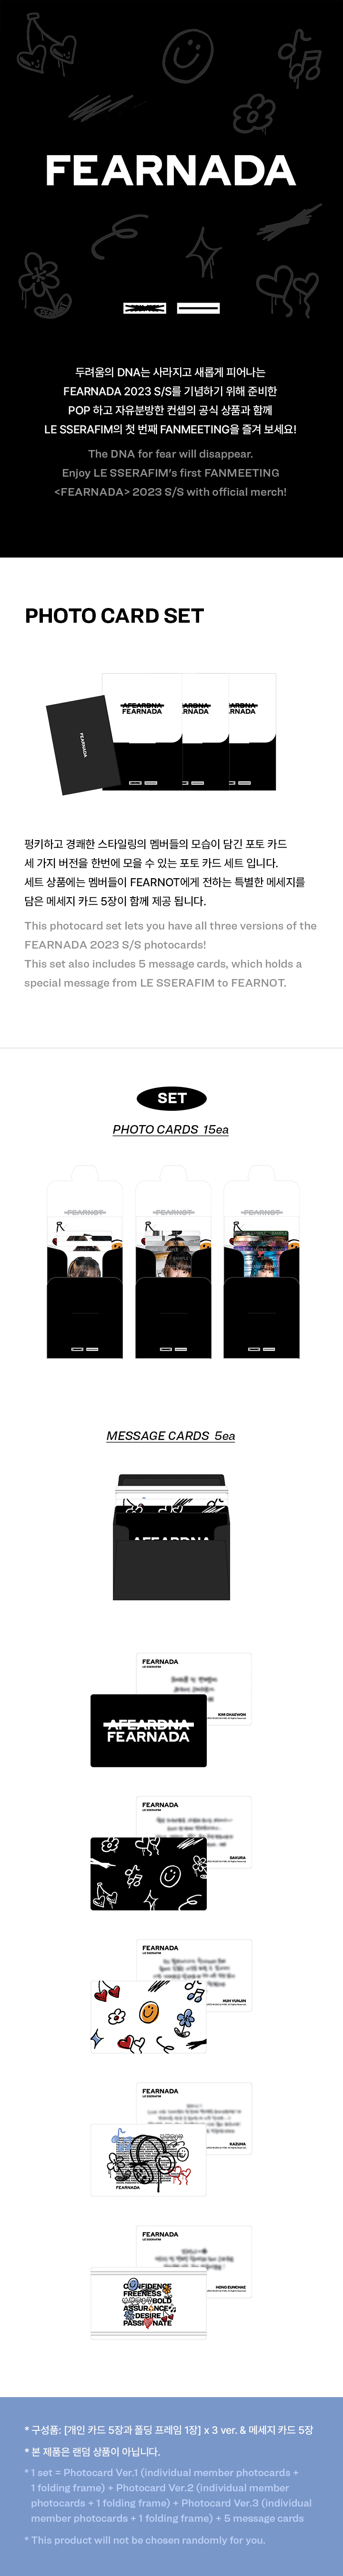 FEARNADA
두려움의 DNA는 사라지고 새롭게 피어나는
FEARNADA 2023 S/S를 기념하기 위해 준비한
POP 하고 자유분방한 컨셉의 공식 상품과 함께
LE SSERAFIM의 첫 번째 FANMEETING을 즐겨 보세요!
The DNA for fear will disappear.
Enjoy LE SSERAFIM's first FANMEETING
<FEARNADA> 2023 S/S with official merch!
PHOTO CARD SET
FEARNADA
AFEARDNA
FEARNADA
펑키하고 경쾌한 스타일링의 멤버들의 모습이 담긴 포토 카드
세 가지 버전을 한번에 모을 수 있는 포토 카드 세트 입니다.
세트 상품에는 멤버들이 FEARNOT에게 전하는 특별한 메세지를
담은 메세지 카드 5장이 함께 제공 됩니다.
This photocard set lets you have all three versions of the
FEARNADA 2023 S/S photocards!
This set also includes 5 message cards, which holds a
special message from LE SSERAFIM to FEARNOT.
SET
PHOTO CARDS 15ea
FEARNOT FEARNOT FEARNOT
MESSAGE CARDS 5ea
AFEARDNA
FEARNADA
LE SSERAFIM
KIM CHAEWON
AFEARDNA
FEARNADA
FEARNADA
LE SSERAFIM
SAKURA
FEARNADA
LE SSERAFIM
HUH YUNJIN
FEARNADA
LE SSERAFIM
KAZUHA
FEARNADA
FEARNADA
LE SSERAFIM
HONG EUNCHAE
CONFIDENCE
FREENESS
BOLD
ASSURANCE
DESIRE
PASSIONATE
* 구성품: [개인 카드 5장과 폴딩 프레임 1장] x 3 ver. & 메세지 카드 5장
* 본 제품은 랜덤 상품이 아닙니다.
* 1 set = Photocard Ver.1 (individual member photocards +
1 folding frame) + Photocard Ver.2 (individual member
photocards + 1 folding frame) + Photocard Ver.3 (individual
member photocards + 1 folding frame) + 5 message cards
* This product will not be chosen randomly for you.